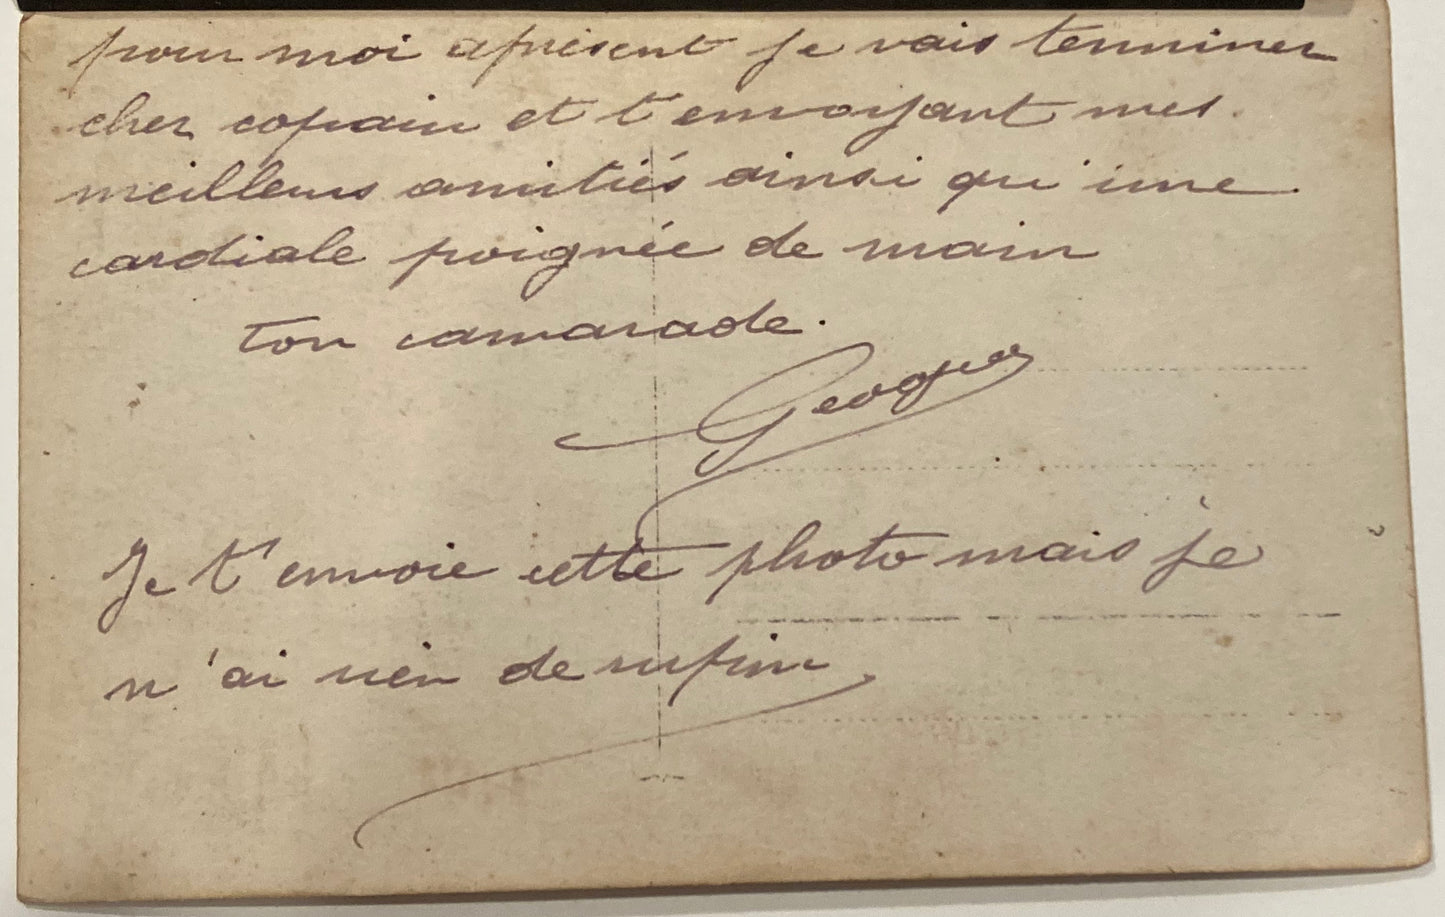 pour moi apresent je vais terminer
cher copain et t'envoyant mes
meilleurs amitiés ainsi qu'une
cardiale poignée de main
ton camarade.
Georges
Je t'envoie cette photo mais je
n'ai rien de